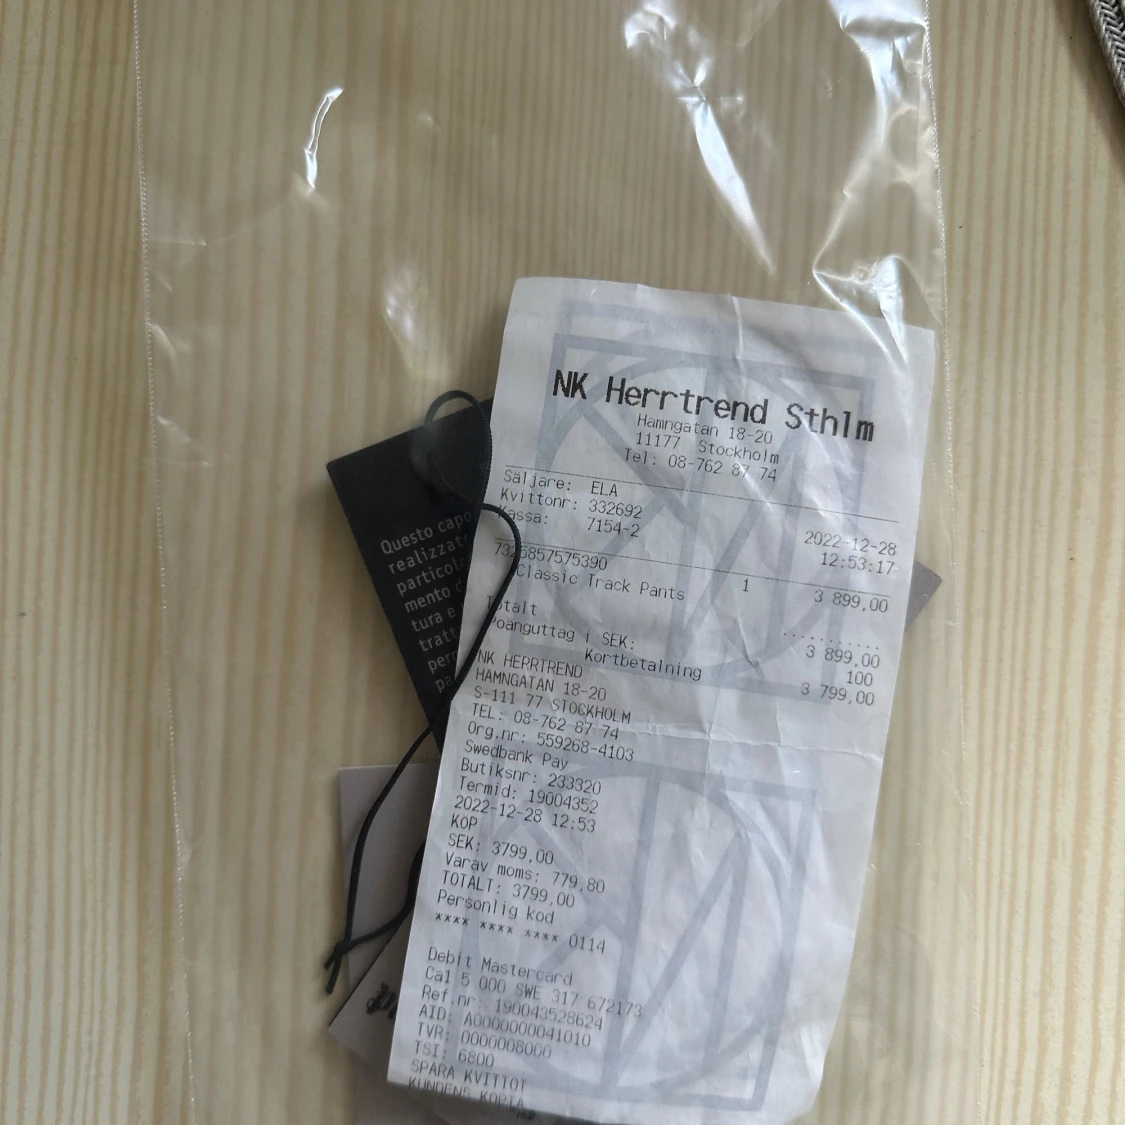 NK Herrtrend Sthlm
Hamngatan 18-20
11177 Stockholm
Tel: 08-762 87 74
Säljare: ELA
Kvittonr: 332692 2022-12-28
Kassa: 7154-2 12:53:17
7325857575390
Classic Track Pants 1 3 899,00
Totalt 3 899,00
Poänguttag i SEK: 100
Kortbetalning 3 799,00
NK HERRTREND
HAMNGATAN 18-20
S-111 77 STOCKHOLM
TEL: 08-762 87 74
Org.nr: 559268-4103
Swedbank Pay
Butiksnr: 233320
Termid: 19004352
2022-12-28 12:53
KÖP
SEK: 3799,00
Varav moms: 779,80
TOTALT: 3799,00
Personlig kod
**** **** **** 0114
Debit Mastercard
Ca1 5 000 SWE 317 672173
Ref.nr: 190043528624
AID: A0000000041010
TVR: 0000008000
TSI: 6800
SPARA KVITTOT
KUNDENS KOPIA
Questo capo
realizzat
particol
mento d
tura e
tratt
per
pa